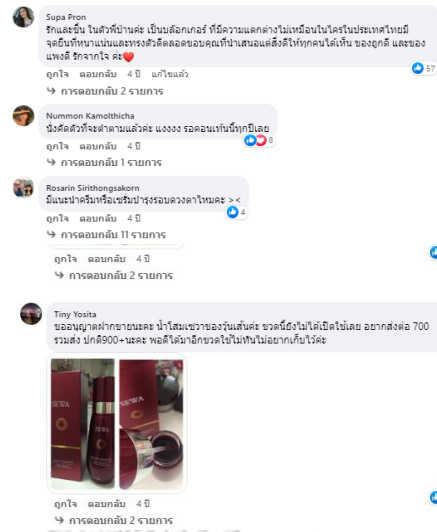 Supa Pron
รักและชื่น ในตัวพี่ป่านค่ะ เป็นบล๊อกเกอร์ ที่มีความแตกต่างไม่เหมือนในใครในประเทศไทยมี
จุดยืนที่หนาแน่นและทรงตัวดีตลอดขอบคุณที่นำเสนอแต่สิ่งดีให้ทุกคนได้เห็น ของถูกดี และของ
แพงดี รักจากใจ ค่ะ❤️
57
ถูกใจ ตอบกลับ 4 ปี แก้ไขแล้ว
การตอบกลับ 2 รายการ
Nummon Kamolthicha
นั่งคัดตัวที่จะตำตามแล้วค่ะ แงงงง รอคอนเท้นนี้ทุกปีเลย
8
ถูกใจ ตอบกลับ 4 ปี
การตอบกลับ 1 รายการ
Rosarin Sirithongsakorn
มีแนะนำครีมหรือเซรั่มบำรุงรอบดวงตาไหมคะ ><
4
ถูกใจ ตอบกลับ 4 ปี
การตอบกลับ 11 รายการ
ถูกใจ ตอบกลับ 4 ปี
การตอบกลับ 2 รายการ
Tiny Yosita
ขออนุญาตฝากขายนะคะ น้ำโสมเซวาของวุ้นเส้นค่ะ ขวดนี้ยังไม่ได้เปิดใช้เลย อยากส่งต่อ 700
รวมส่ง ปกติ900+นะคะ พอดีได้มาอีกขวดใช้ไม่ทันไม่อยากเก็บไว้ค่ะ
SEWA
SEWA
SEWA
ถูกใจ ตอบกลับ 4 ปี
การตอบกลับ 2 รายการ